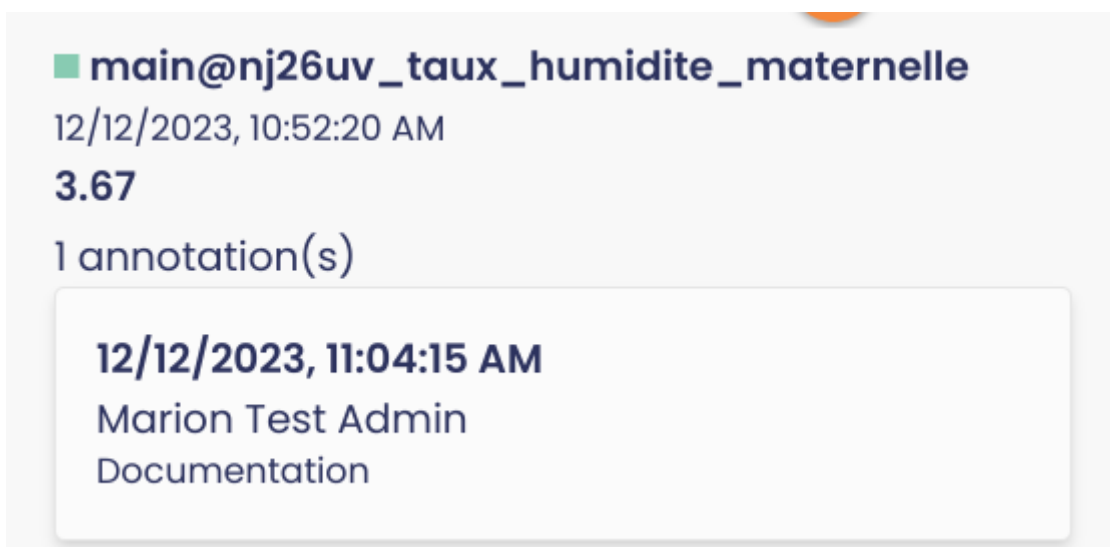 main@nj26uv_taux_humidite_maternelle
12/12/2023, 10:52:20 AM
3.67
1 annotation(s)
12/12/2023, 11:04:15 AM
Marion Test Admin
Documentation